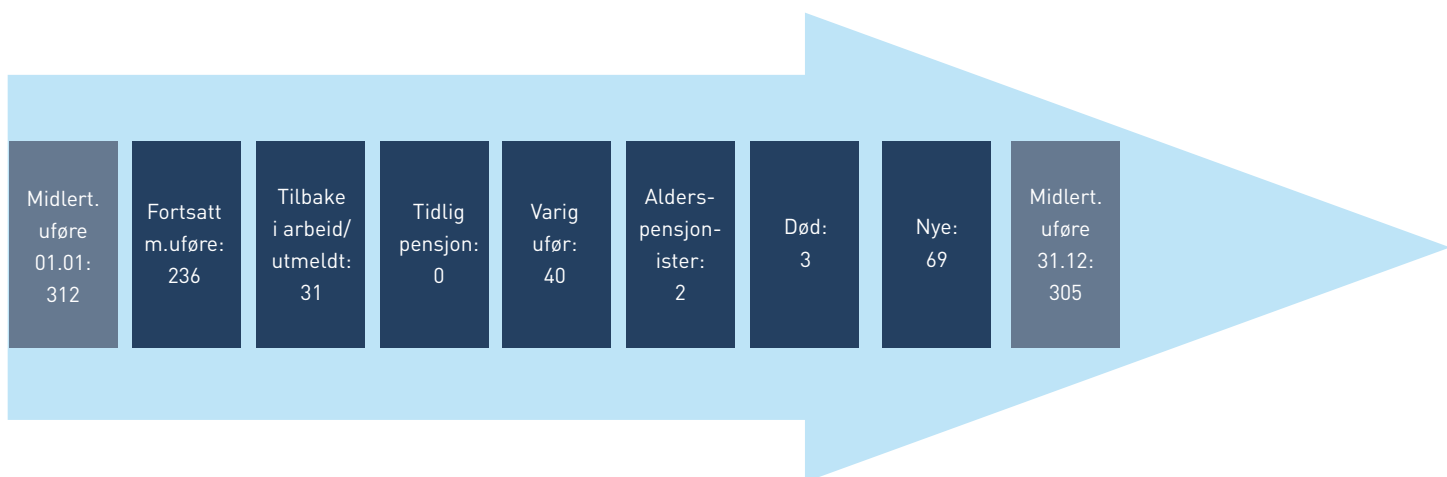 Midlert.
uføre
01.01:
312
Fortsatt
m.uføre:
236
Tilbake
i arbeid/
utmeldt:
31
Tidlig
pensjon:
0
Varig
ufør:
40
Alders-
pensjon-
ister:
2
Død:
3
Nye:
69
Midlert.
uføre
31.12:
305